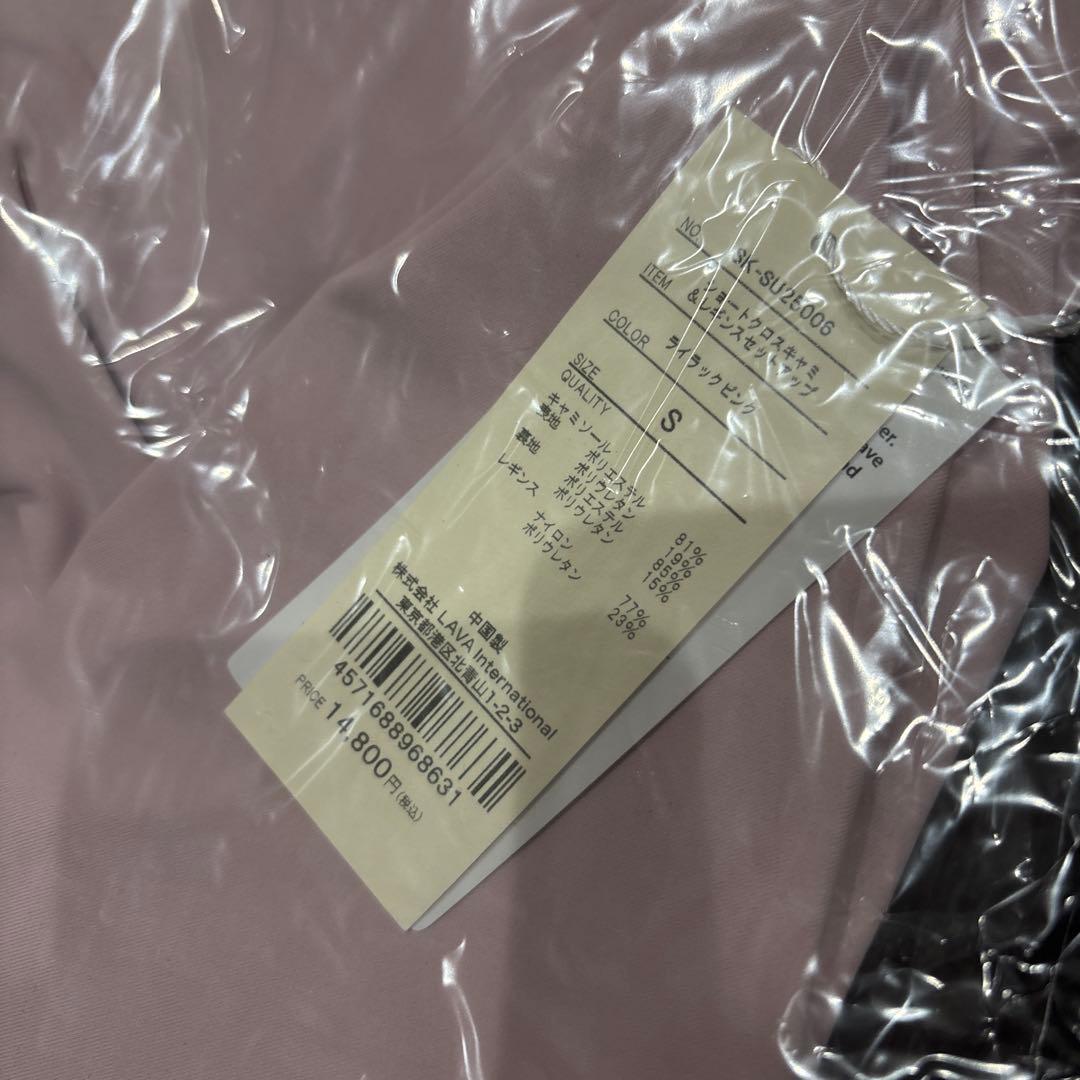 NO. SK-SU25006
ITEM ショートクロスキャミ
&レギンスセットアップ
COLOR ライラックピンク
SIZE S
QUALITY
キャミソール
表地 ポリエステル 81%
ポリウレタン 19%
裏地 ポリエステル 85%
ポリウレタン 15%
レギンス
ナイロン 77%
ポリウレタン 23%
中国製
株式会社 LAVA International
東京都港区北青山1-2-3
4571688968631
PRICE 14,800円(税込)
er.
ave
d